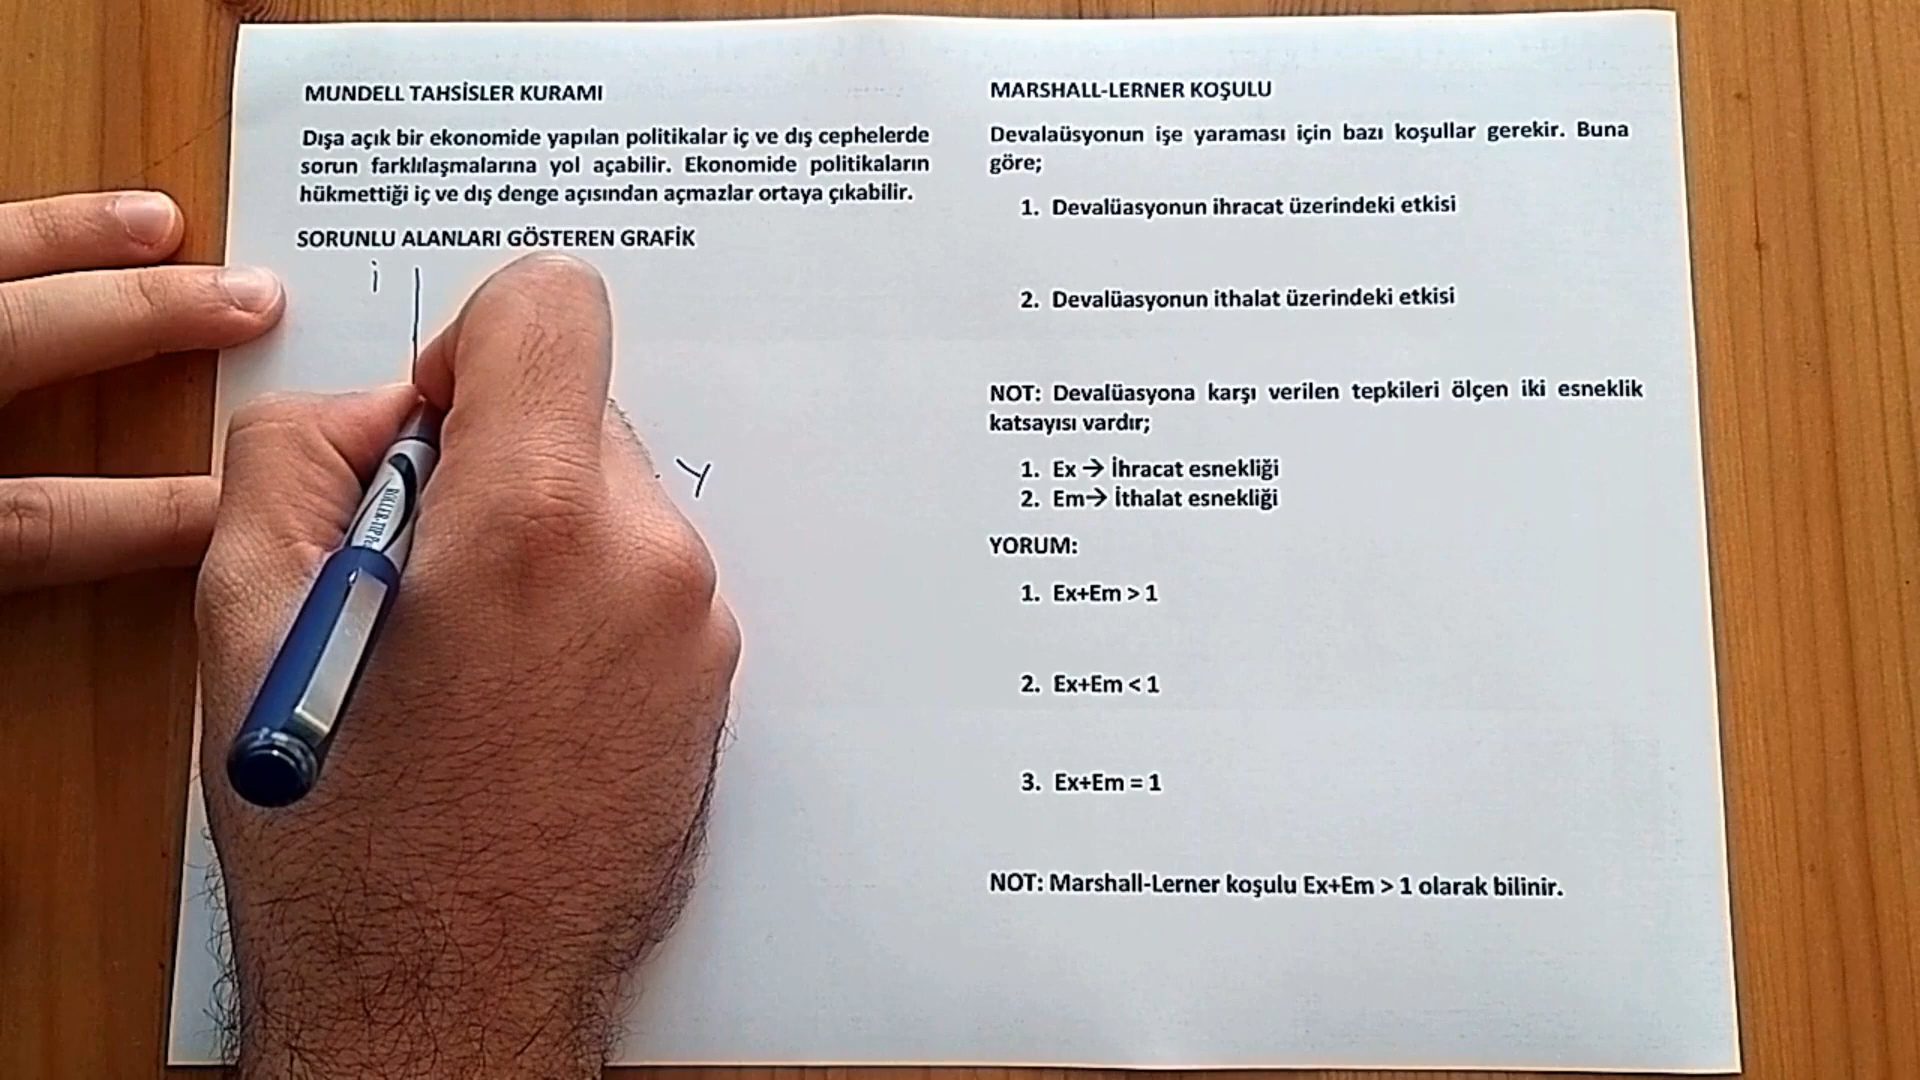 MUNDELL TAHSİSLER KURAMI
Dışa açık bir ekonomide yapılan politikalar iç ve dış cephelerde
sorun farklılaşmalarına yol açabilir. Ekonomide politikaların
hükmettiği iç ve dış denge açısından açmazlar ortaya çıkabilir.
SORUNLU ALANLARI GÖSTEREN GRAFİK
i
Y
ROLLER-TIP
MARSHALL-LERNER KOŞULU
Devalaüsyonun işe yaraması için bazı koşullar gerekir. Buna
göre;
1. Devalüasyonun ihracat üzerindeki etkisi
2. Devalüasyonun ithalat üzerindeki etkisi
NOT: Devalüasyona karşı verilen tepkileri ölçen iki esneklik
katsayısı vardır;
1. Ex → İhracat esnekliği
2. Em→ İthalat esnekliği
YORUM:
1. Ex+Em > 1
2. Ex+Em < 1
3. Ex+Em = 1
NOT: Marshall-Lerner koşulu Ex+Em > 1 olarak bilinir.